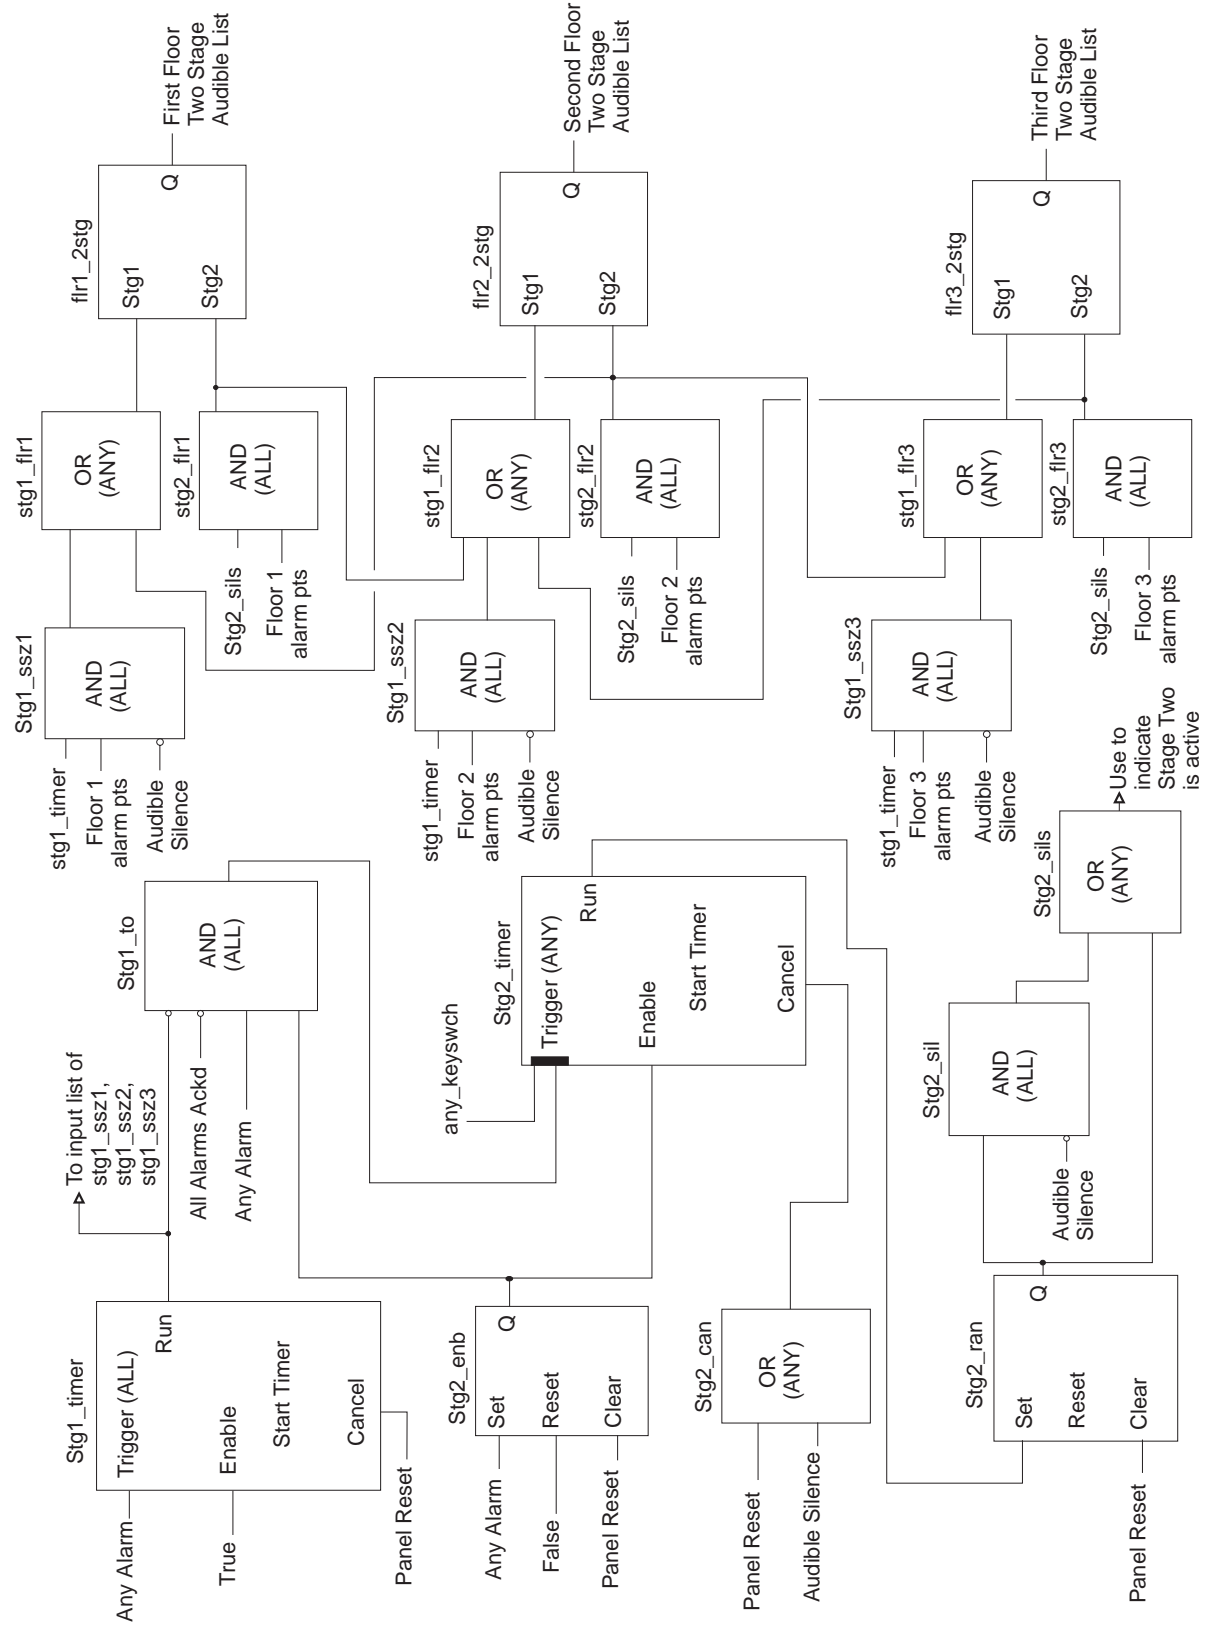 Stg1_timer
Any Alarm
Trigger (ALL)
Run
True
Enable
Start Timer
Cancel
Panel Reset
To input list of
stg1_ssz1,
stg1_ssz2,
stg1_ssz3
All Alarms Ackd
Any Alarm
Stg1_to
AND
(ALL)
Stg2_enb
Any Alarm
Set
Q
False
Reset
Panel Reset
Clear
any_keyswch
Stg2_timer
Trigger (ANY)
Run
Enable
Start Timer
Cancel
Stg2_can
Panel Reset
OR
(ANY)
Audible Silence
Stg2_ran
Set
Q
Reset
Panel Reset
Clear
Audible
Silence
Stg2_sil
AND
(ALL)
Stg2_sils
OR
(ANY)
Use to
indicate
Stage Two
is active
stg1_timer
Floor 1
alarm pts
Audible
Silence
Stg1_ssz1
AND
(ALL)
stg1_flr1
OR
(ANY)
stg2_flr1
Stg2_sils
AND
(ALL)
Floor 1
alarm pts
flr1_2stg
Stg1
Q
Stg2
First Floor
Two Stage
Audible List
stg1_timer
Floor 2
alarm pts
Audible
Silence
Stg1_ssz2
AND
(ALL)
stg1_flr2
OR
(ANY)
stg2_flr2
Stg2_sils
AND
(ALL)
Floor 2
alarm pts
flr2_2stg
Stg1
Q
Stg2
Second Floor
Two Stage
Audible List
stg1_timer
Floor 3
alarm pts
Audible
Silence
Stg1_ssz3
AND
(ALL)
stg1_flr3
OR
(ANY)
stg2_flr3
Stg2_sils
AND
(ALL)
Floor 3
alarm pts
flr3_2stg
Stg1
Q
Stg2
Third Floor
Two Stage
Audible List